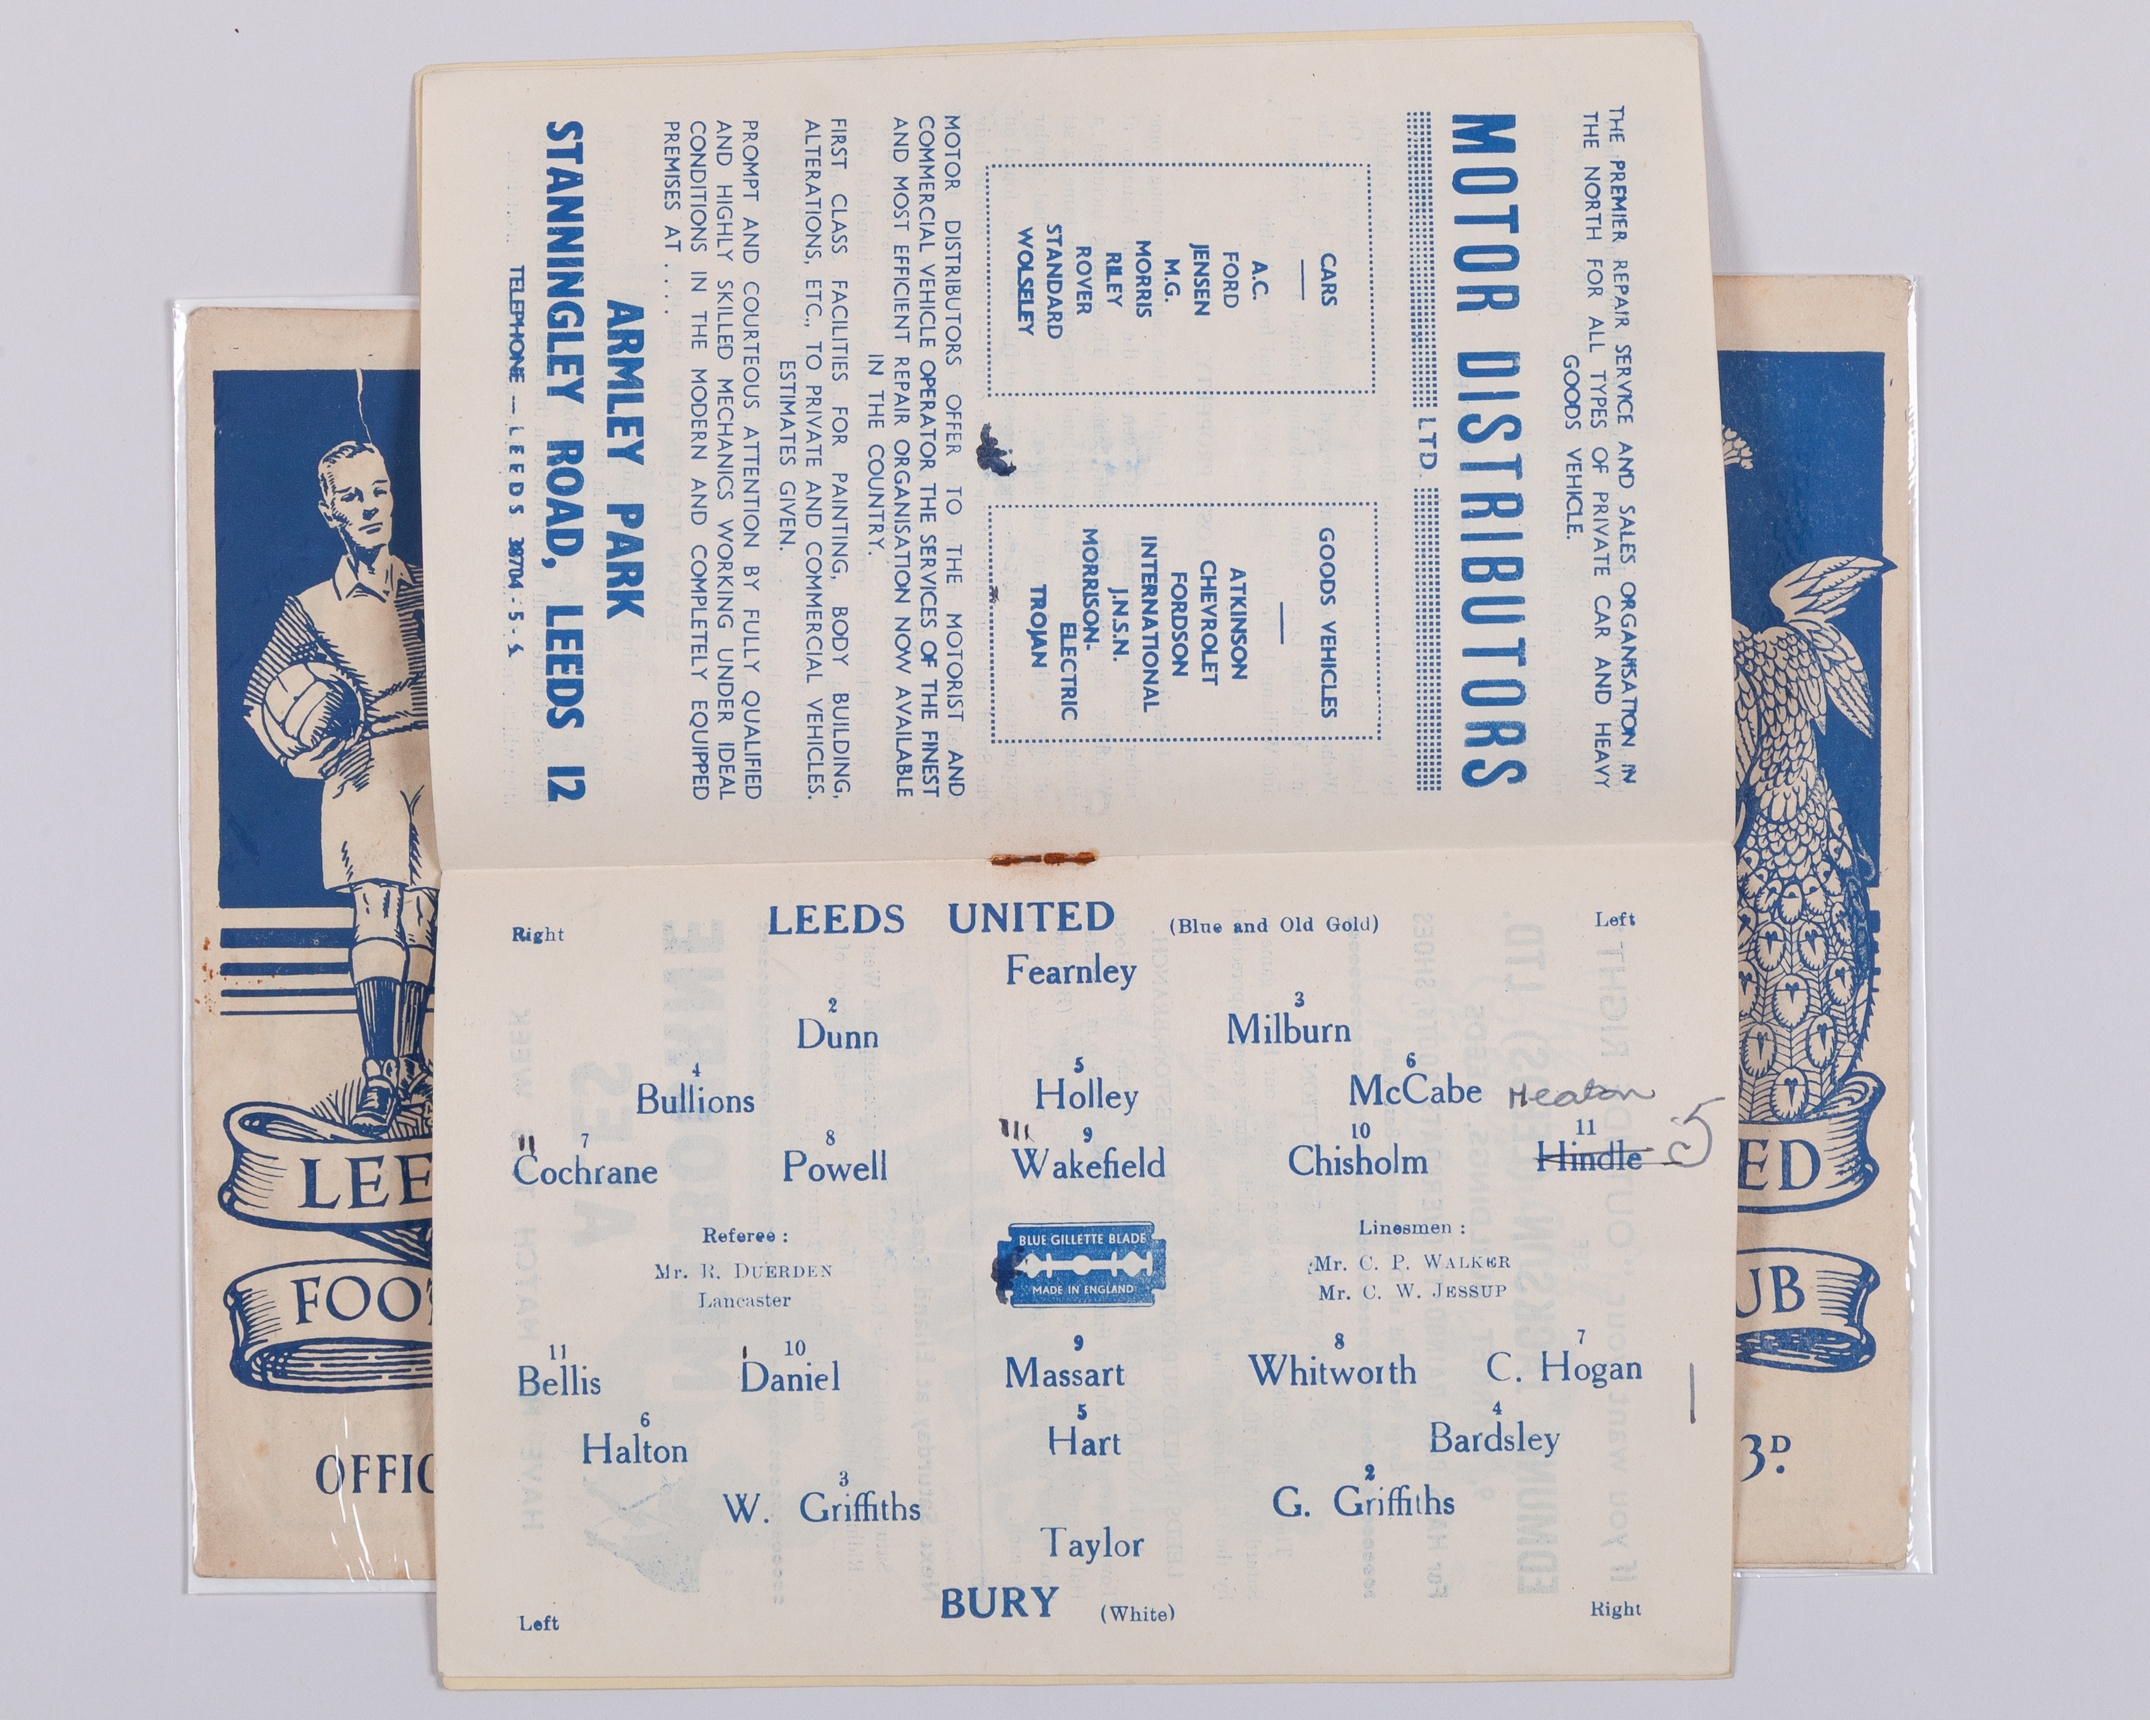 THE PREMIER REPAIR SERVICE AND SALES ORGANISATION IN
THE NORTH FOR ALL TYPES OF PRIVATE CAR AND HEAVY
GOODS VEHICLE.
MOTOR DISTRIBUTORS
LTD.
CARS
A.C.
FORD
JENSEN
M.G.
MORRIS
RILEY
ROVER
STANDARD
WOLSELEY
GOODS VEHICLES
ATKINSON
CHEVROLET
FORDSON
INTERNATIONAL
J.N.S.N.
MORRISON-
ELECTRIC
TROJAN
MOTOR DISTRIBUTORS OFFER TO THE MOTORIST AND
COMMERCIAL VEHICLE OPERATOR THE SERVICES OF THE FINEST
AND MOST EFFICIENT REPAIR ORGANISATION NOW AVAILABLE
IN THE COUNTRY.
FIRST CLASS FACILITIES FOR PAINTING, BODY BUILDING,
ALTERATIONS, ETC., TO PRIVATE AND COMMERCIAL VEHICLES.
ESTIMATES GIVEN.
PROMPT AND COURTEOUS ATTENTION BY FULLY QUALIFIED
AND HIGHLY SKILLED MECHANICS WORKING UNDER IDEAL
CONDITIONS IN THE MODERN AND COMPLETELY EQUIPPED
PREMISES AT . . . .
ARMLEY PARK
STANNINGLEY ROAD, LEEDS 12
TELEPHONE — LEEDS 38704 - 5 - 6
Right LEEDS UNITED (Blue and Old Gold) Left
Fearnley
2 3
Dunn Milburn
4 5 6
Bullions Holley McCabe Heaton
7 8 9 10 11
Cochrane Powell Wakefield Chisholm Hindle 5
Referee : Linesmen :
Mr. R. DUERDEN Mr. C. P. WALKER
Lancaster Mr. C. W. JESSUP
BLUE GILLETTE BLADE
MADE IN ENGLAND
11 10 9 8 7
Bellis Daniel Massart Whitworth C. Hogan
6 5 4
Halton Hart Bardsley
3 2
W. Griffiths G. Griffiths
Taylor
Left BURY (White) Right
LEE ED
FOOT UB
OFFIC 3D.